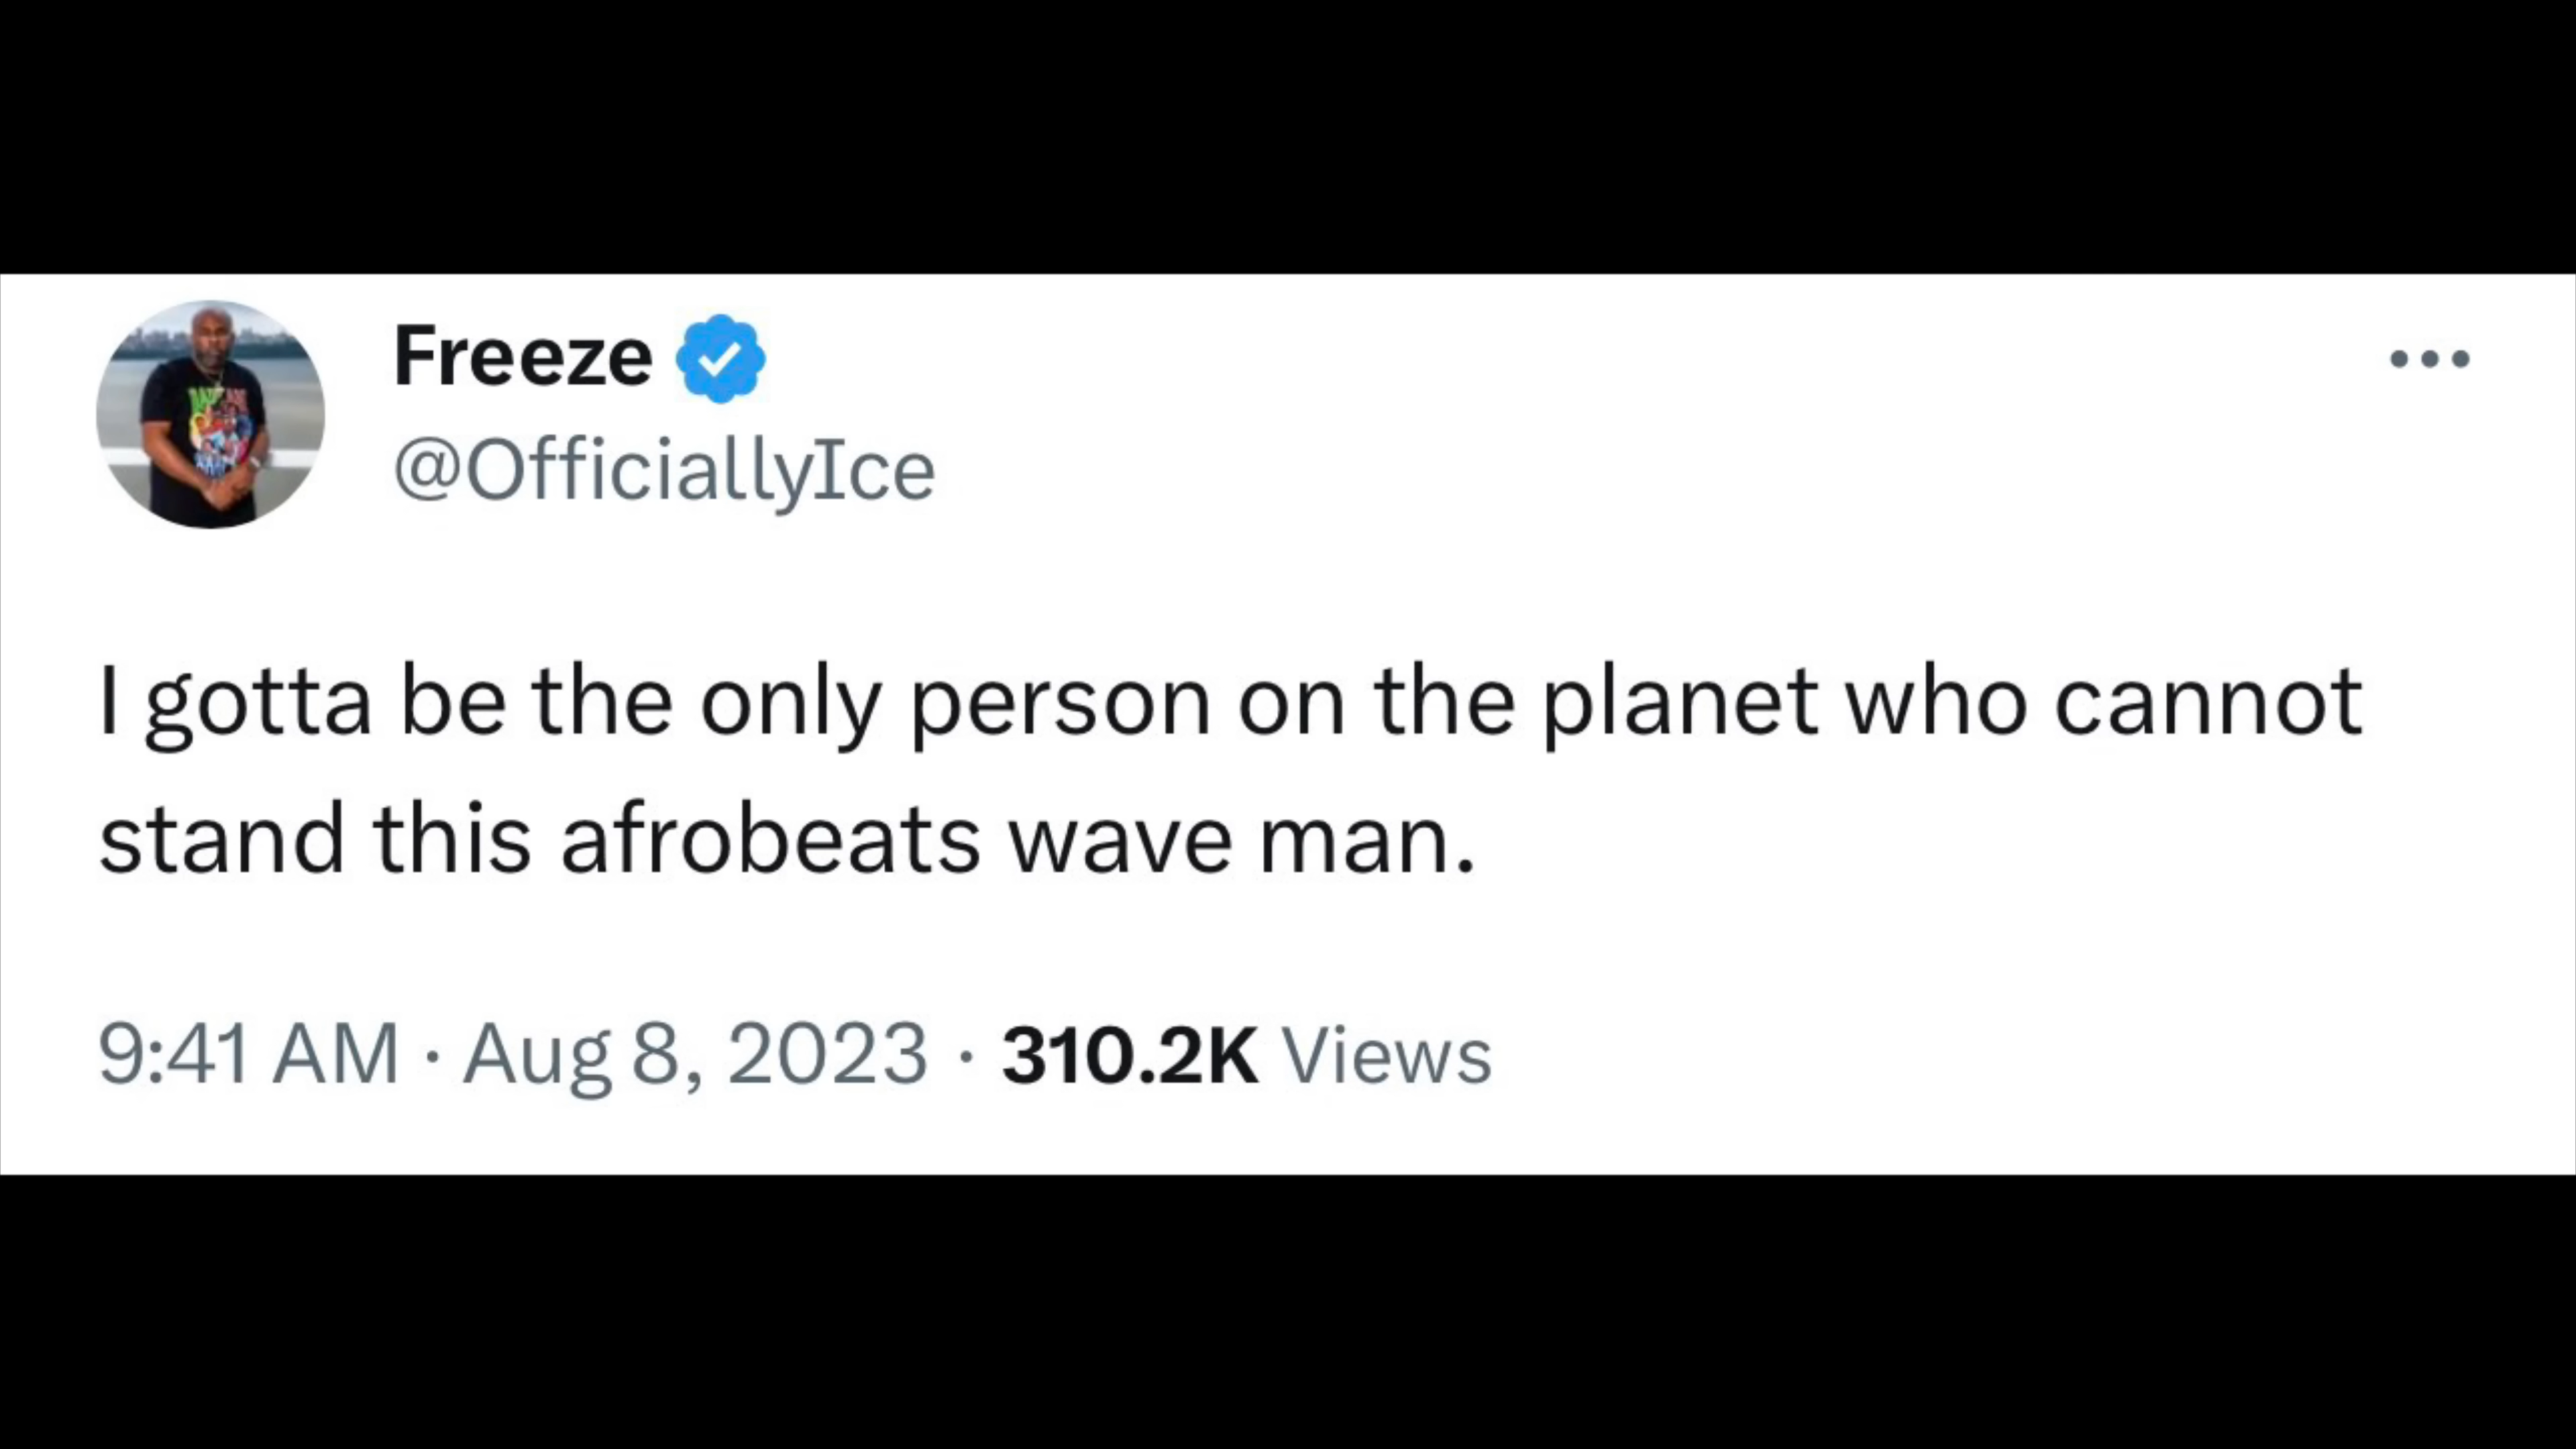 Freeze
@OfficiallyIce
I gotta be the only person on the planet who cannot
stand this afrobeats wave man.
9:41 AM · Aug 8, 2023 · 310.2K Views